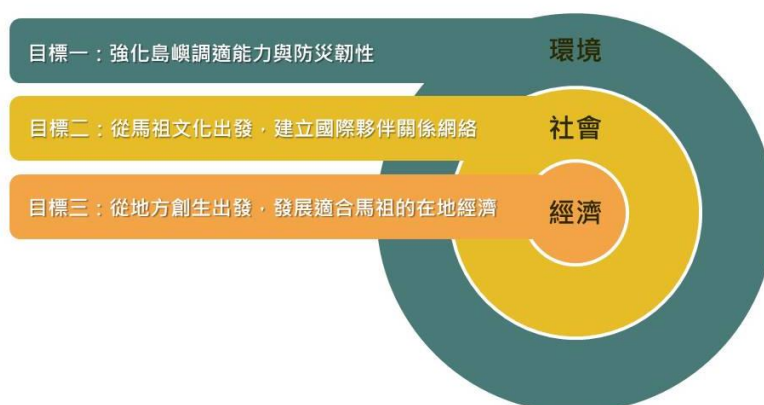 目標一：強化島嶼調適能力與防災韌性
環境
目標二：從馬祖文化出發，建立國際夥伴關係網絡
社會
目標三：從地方創生出發，發展適合馬祖的在地經濟
經濟